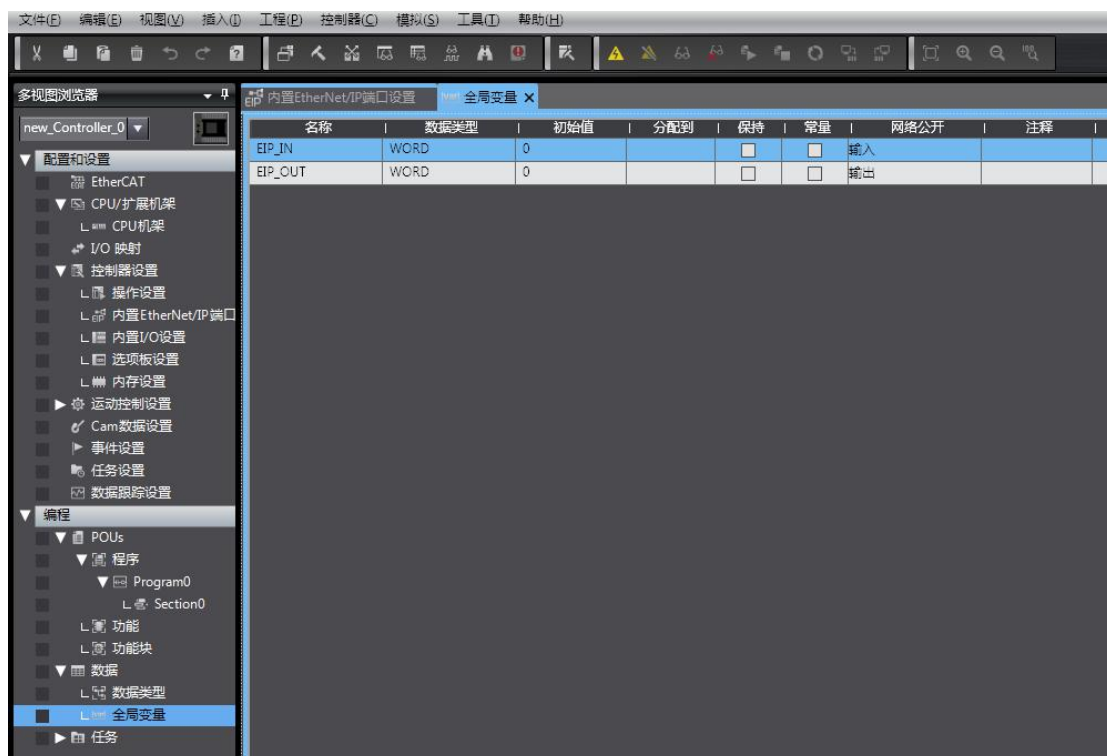 文件(F) 编辑(E) 视图(V) 插入(I) 工程(P) 控制器(C) 模拟(S) 工具(T) 帮助(H)
多视图浏览器
内置EtherNet/IP端口设置 全局变量
new_Controller_0
名称 数据类型 初始值 分配到 保持 常量 网络公开 注释
EIP_IN WORD 0 输入
EIP_OUT WORD 0 输出
配置和设置
EtherCAT
CPU/扩展机架
CPU机架
I/O 映射
控制器设置
操作设置
内置EtherNet/IP端口
内置I/O设置
选项板设置
内存设置
运动控制设置
Cam数据设置
事件设置
任务设置
数据跟踪设置
编程
POUs
程序
Program0
Section0
功能
功能块
数据
数据类型
全局变量
任务